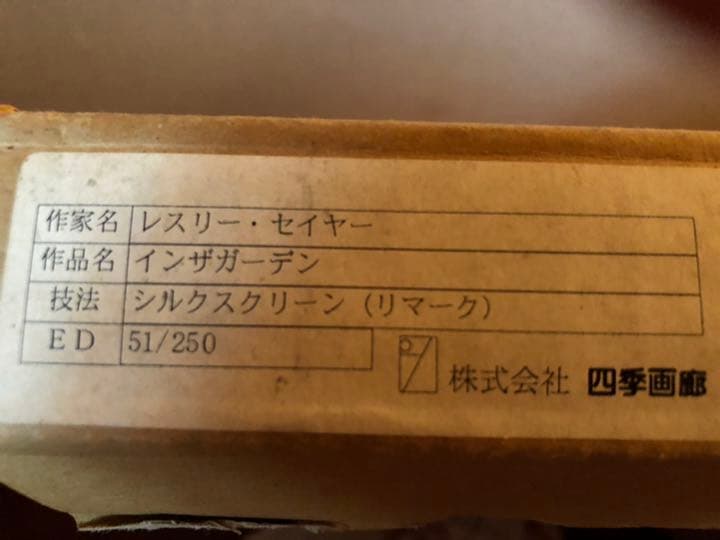 作家名 レスリー・セイヤー
作品名 インザガーデン
技法 シルクスクリーン（リマーク）
ＥＤ 51/250
株式会社 四季画廊